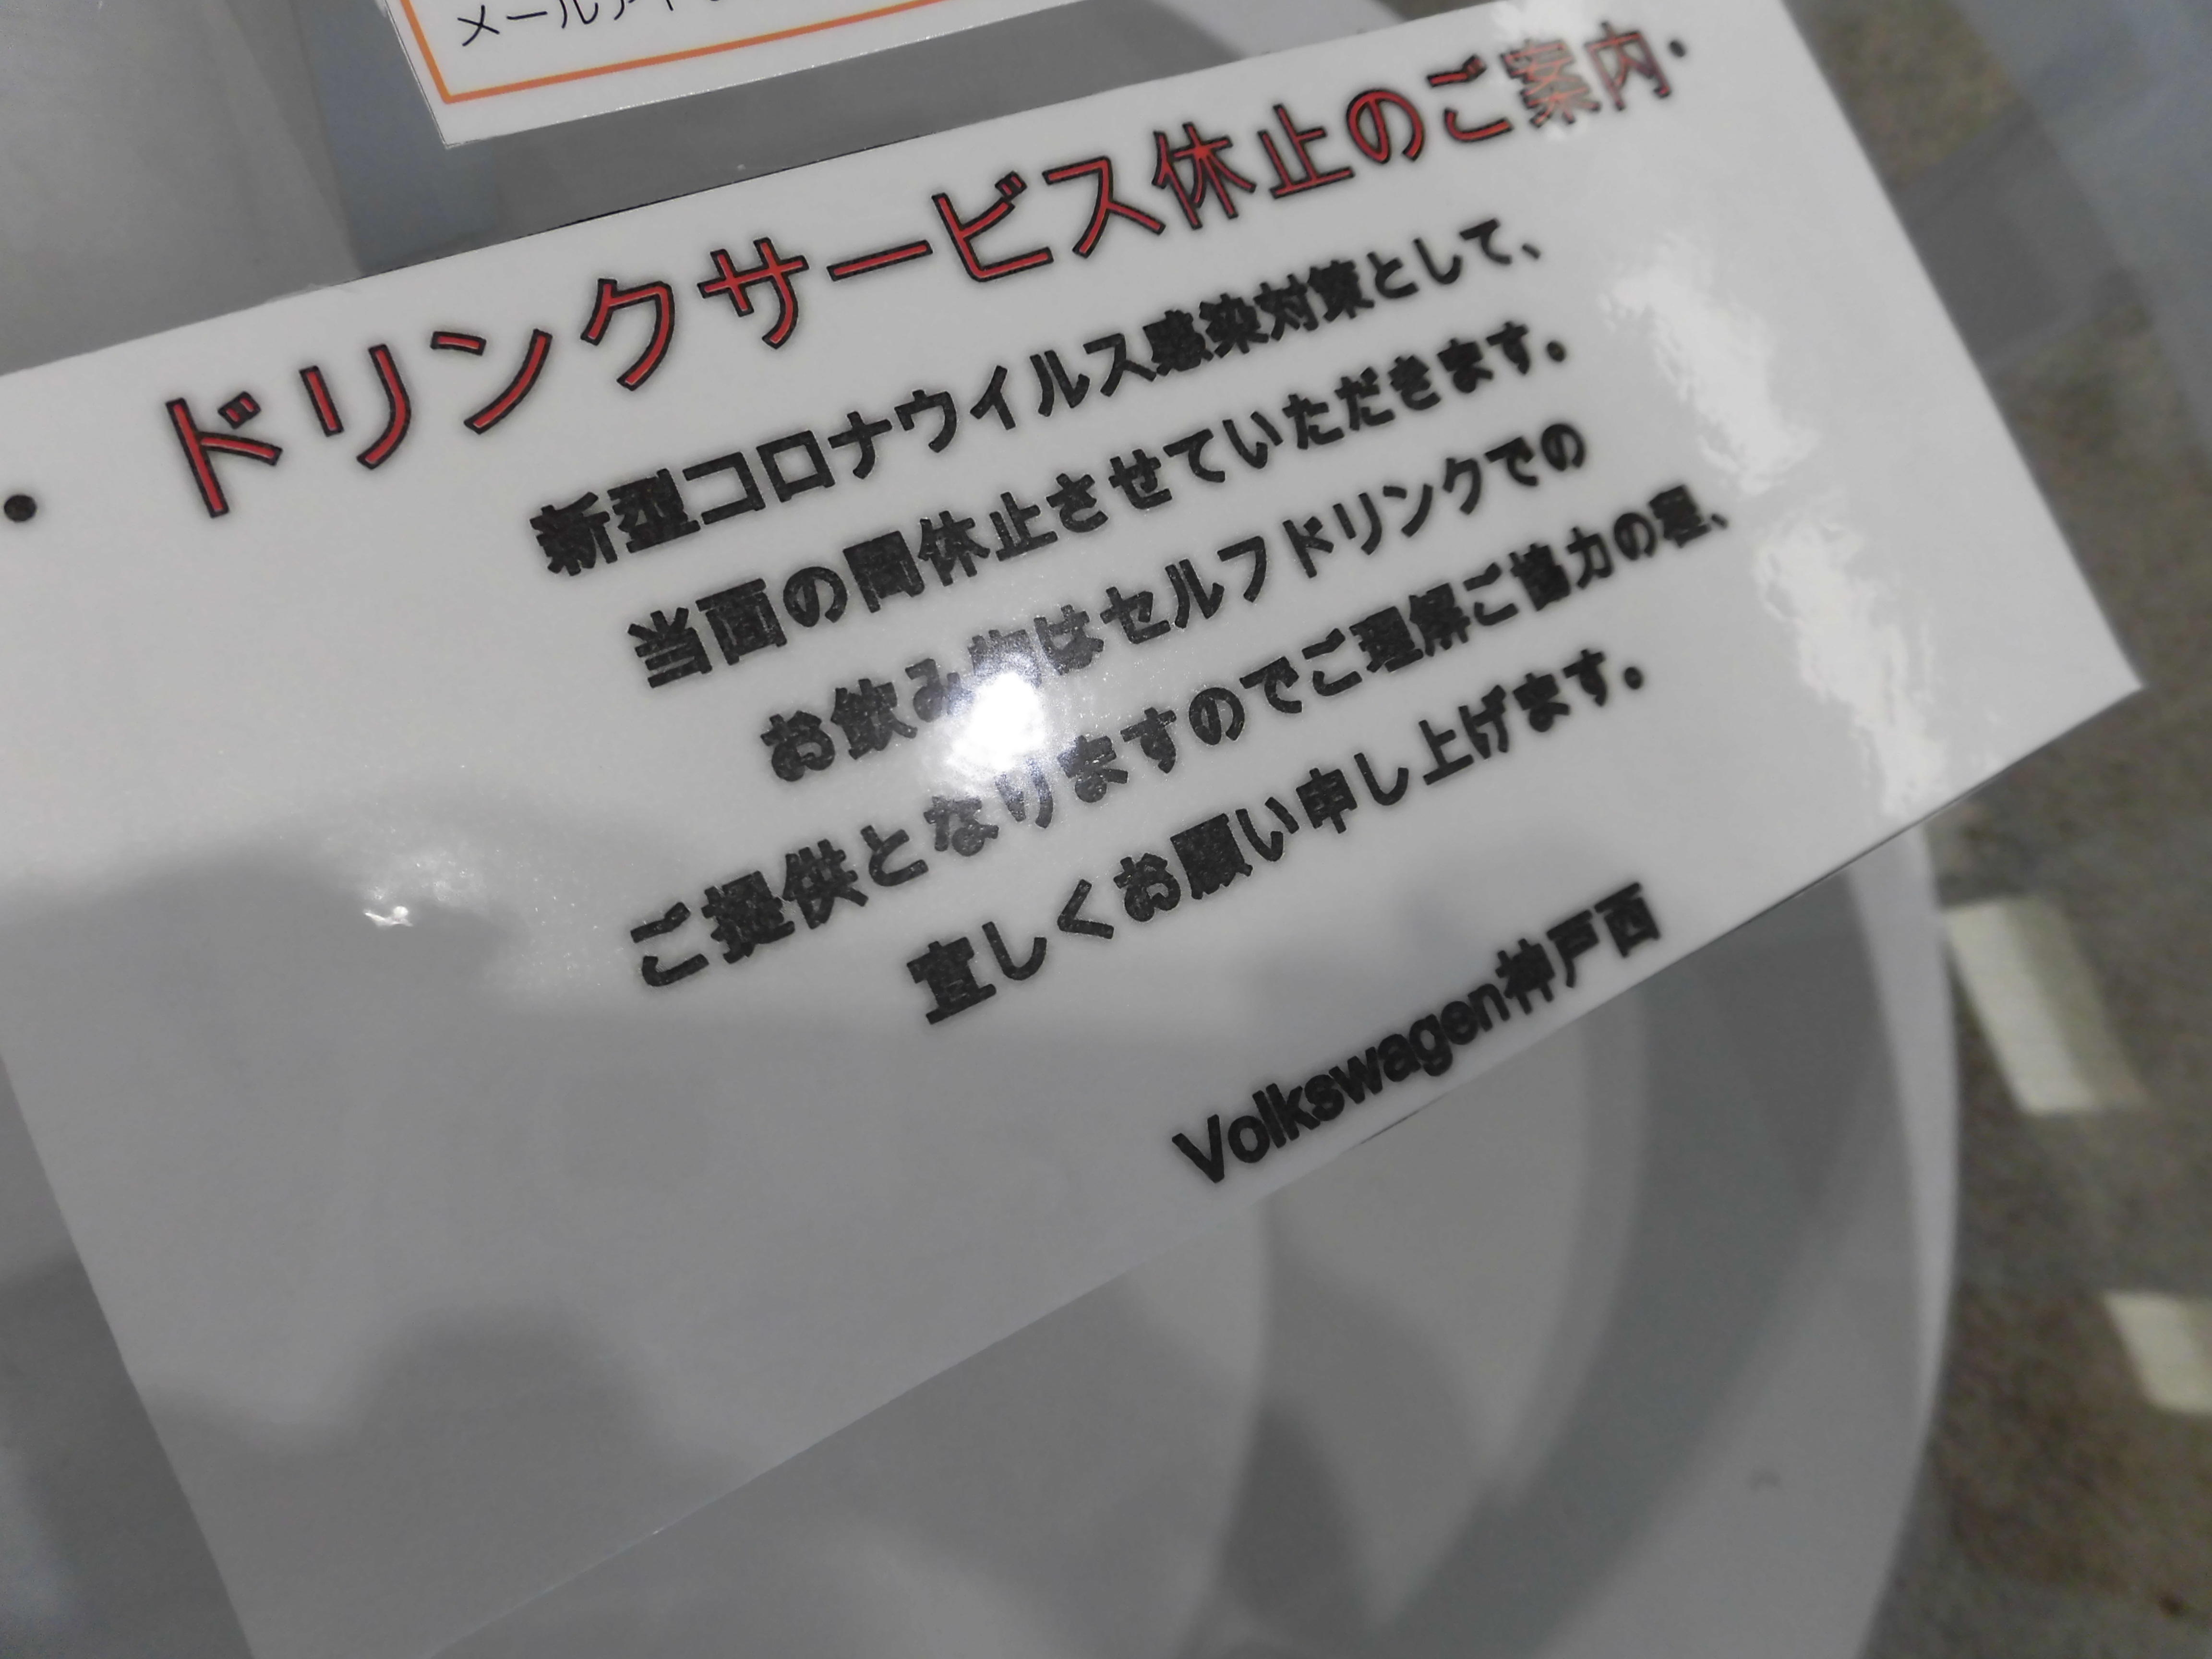 メールア
・ドリンクサービス休止のご案内・
新型コロナウイルス感染対策として、
当面の間休止させていただきます。
お飲み物はセルフドリンクでの
ご提供となりますのでご理解ご協力の程、
宜しくお願い申し上げます。
Volkswagen神戸西